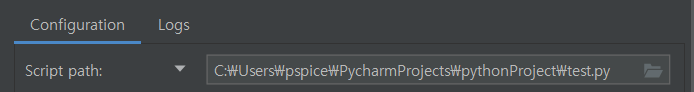 Configuration Logs
Script path: C:₩Users₩pspice₩PycharmProjects₩pythonProject₩test.py